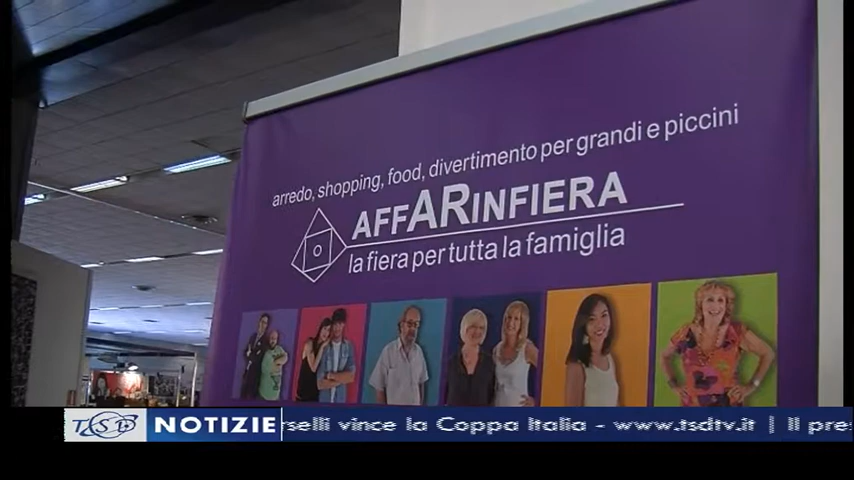 arredo, shopping, food, divertimento per grandi e piccini
AFFARINFIERA
la fiera per tutta la famiglia
TSD NOTIZIE rselli vince la Coppa Italia - www.tsdtv.it | Il pres